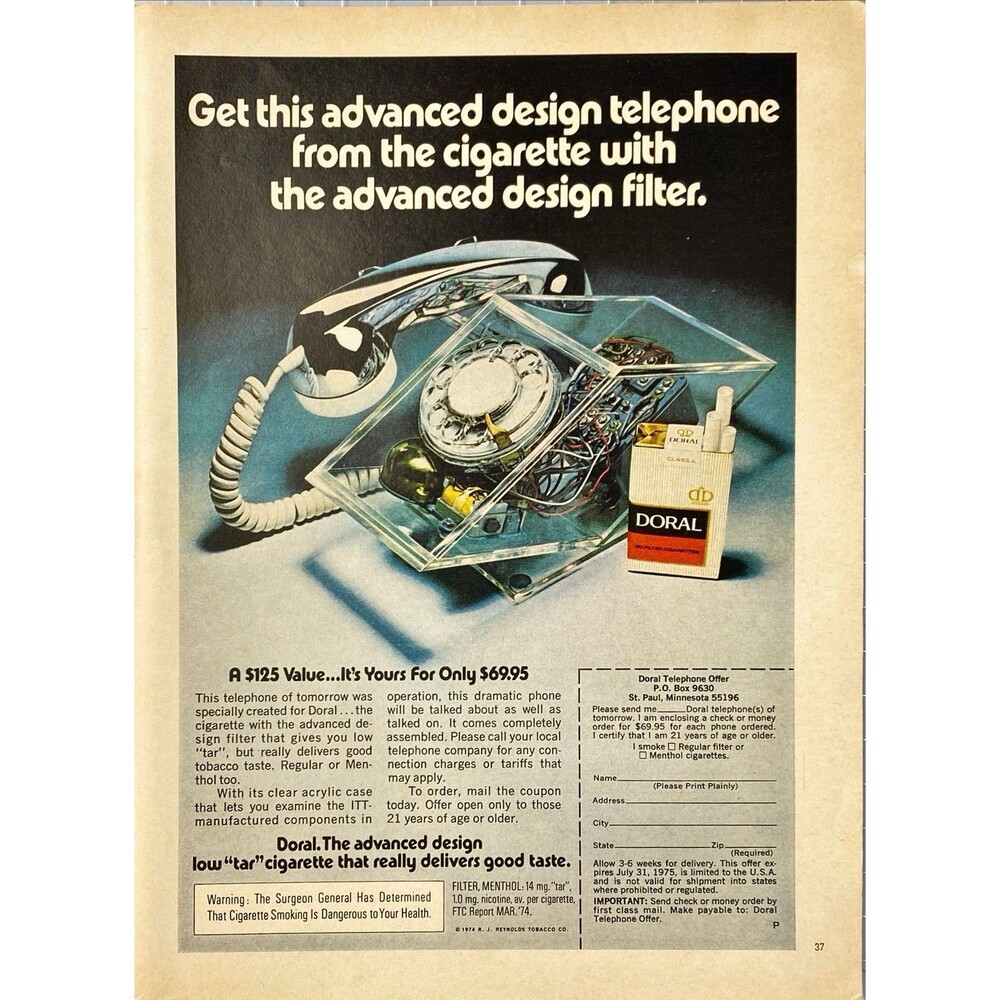 Get this advanced design telephone
from the cigarette with
the advanced design filter.
DORAL
CLASS A
DORAL
20 FILTER CIGARETTES
A $125 Value...It's Yours For Only $69.95
This telephone of tomorrow was
specially created for Doral...the
cigarette with the advanced de-
sign filter that gives you low
"tar", but really delivers good
tobacco taste. Regular or Men-
thol too.
With its clear acrylic case
that lets you examine the ITT-
manufactured components in
operation, this dramatic phone
will be talked about as well as
talked on. It comes completely
assembled. Please call your local
telephone company for any con-
nection charges or tariffs that
may apply.
To order, mail the coupon
today. Offer open only to those
21 years of age or older.
Doral. The advanced design
low "tar" cigarette that really delivers good taste.
Warning: The Surgeon General Has Determined
That Cigarette Smoking Is Dangerous to Your Health.
FILTER, MENTHOL: 14 mg. "tar",
1.0 mg. nicotine, av. per cigarette,
FTC Report MAR. '74.
© 1974 R. J. REYNOLDS TOBACCO CO.
Doral Telephone Offer
P.O. Box 9630
St. Paul, Minnesota 55196
Please send me____Doral telephone(s) of
tomorrow. I am enclosing a check or money
order for $69.95 for each phone ordered.
I certify that I am 21 years of age or older.
I smoke □ Regular filter or
□ Menthol cigarettes.
Name____
(Please Print Plainly)
Address____
City____
State____Zip____
(Required)
Allow 3-6 weeks for delivery. This offer ex-
pires July 31, 1975, is limited to the U.S.A.
and is not valid for shipment into states
where prohibited or regulated.
IMPORTANT: Send check or money order by
first class mail. Make payable to: Doral
Telephone Offer.
P
37